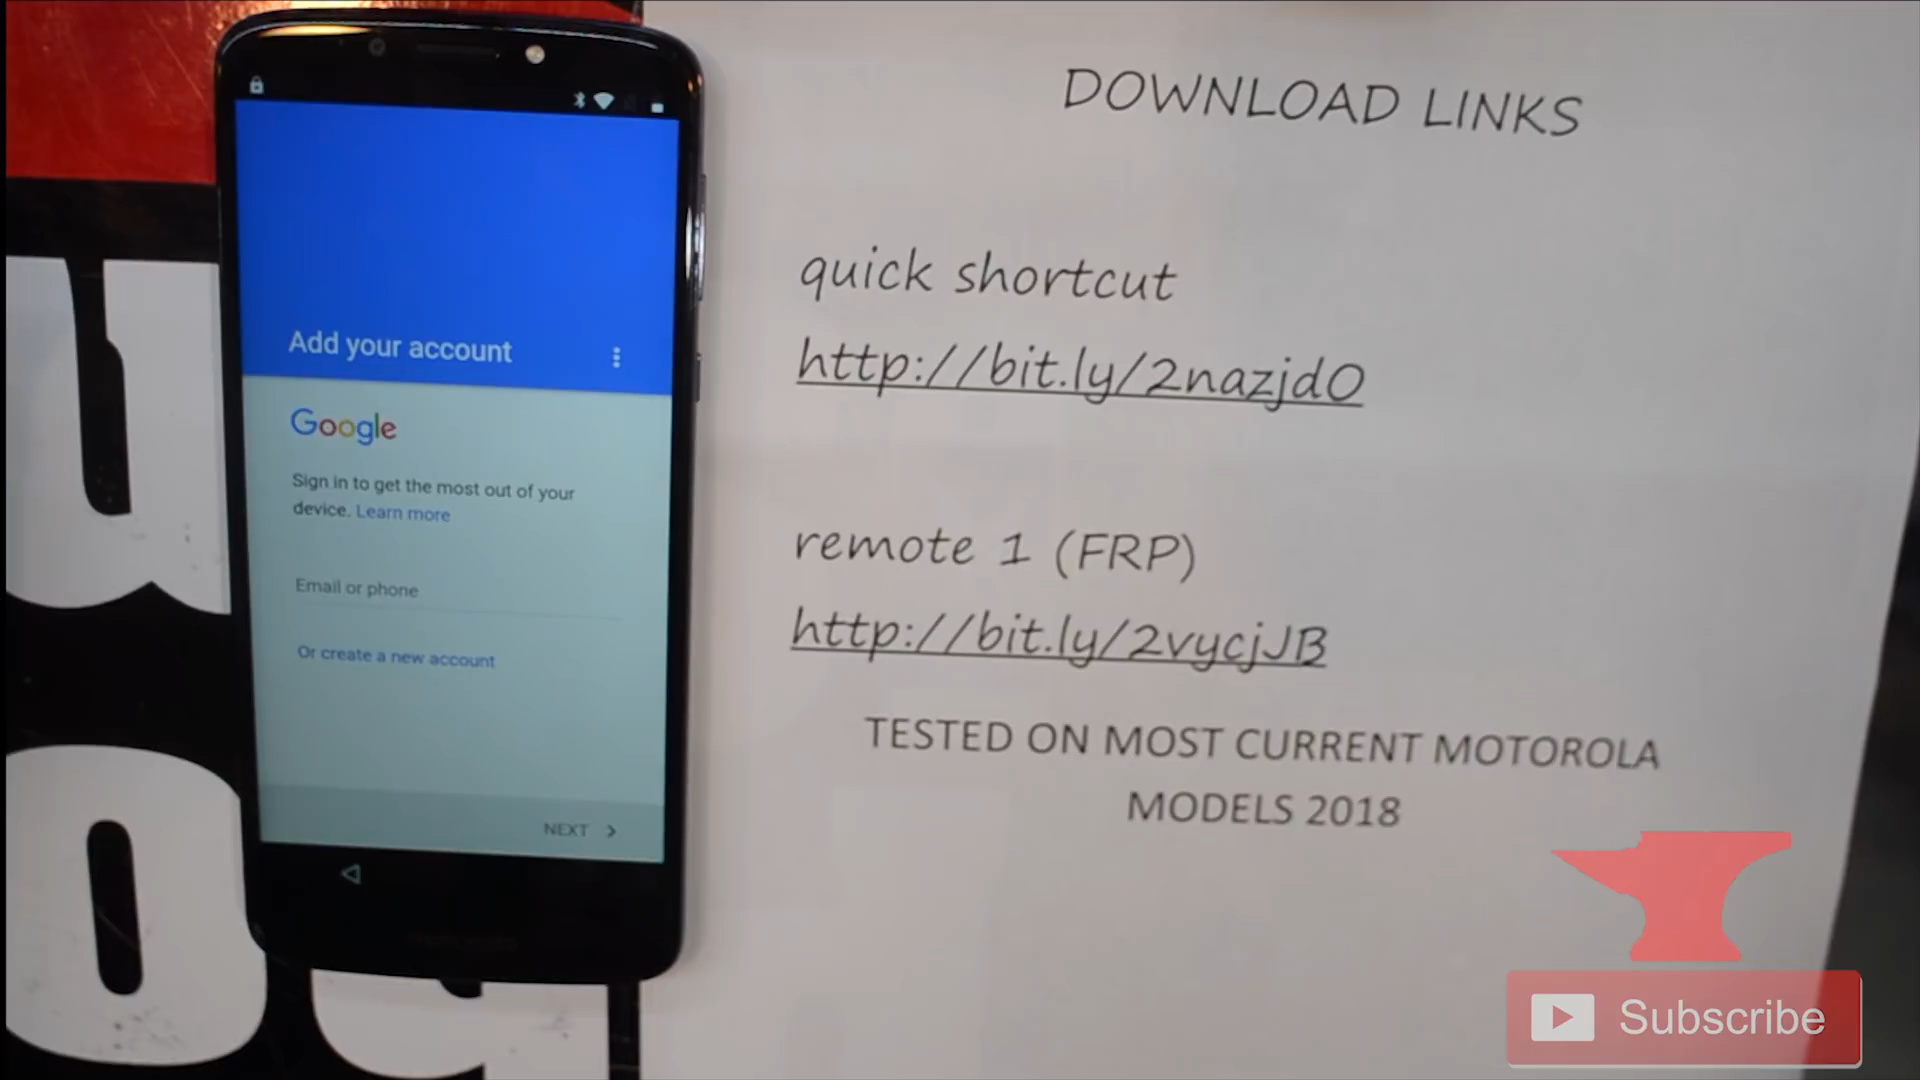 Add your account
Google
Sign in to get the most out of your
device. Learn more
Email or phone
Or create a new account
NEXT
DOWNLOAD LINKS
quick shortcut
http://bit.ly/2nazjdO
remote 1 (FRP)
http://bit.ly/2vycjJB
TESTED ON MOST CURRENT MOTOROLA
MODELS 2018
Subscribe